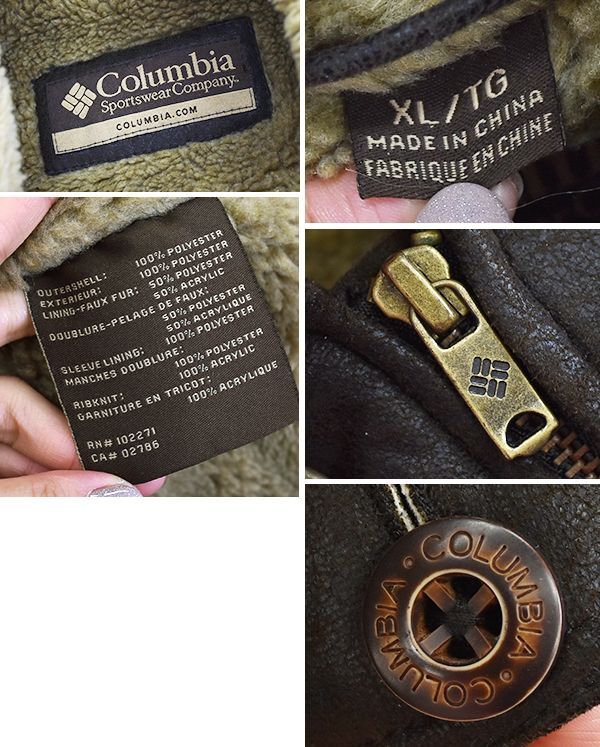 Columbia
Sportswear Company™
COLUMBIA.COM
XL/TG
MADE IN CHINA
FABRIQUE EN CHINE
OUTERSHELL: 100% POLYESTER
EXTERIEUR: 100% POLYESTER
LINING-FAUX FUR: 50% POLYESTER
50% ACRYLIC
DOUBLURE-PELAGE DE FAUX:
50% POLYESTER
50% ACRYLIQUE
SLEEVE LINING: 100% POLYESTER
MANCHES DOUBLURE:
100% POLYESTER
RIBKNIT: 100% ACRYLIC
GARNITURE EN TRICOT:
100% ACRYLIQUE
RN# 102271
CA# 02786
COLUMBIA • COLUMBIA • COLUMBIA •